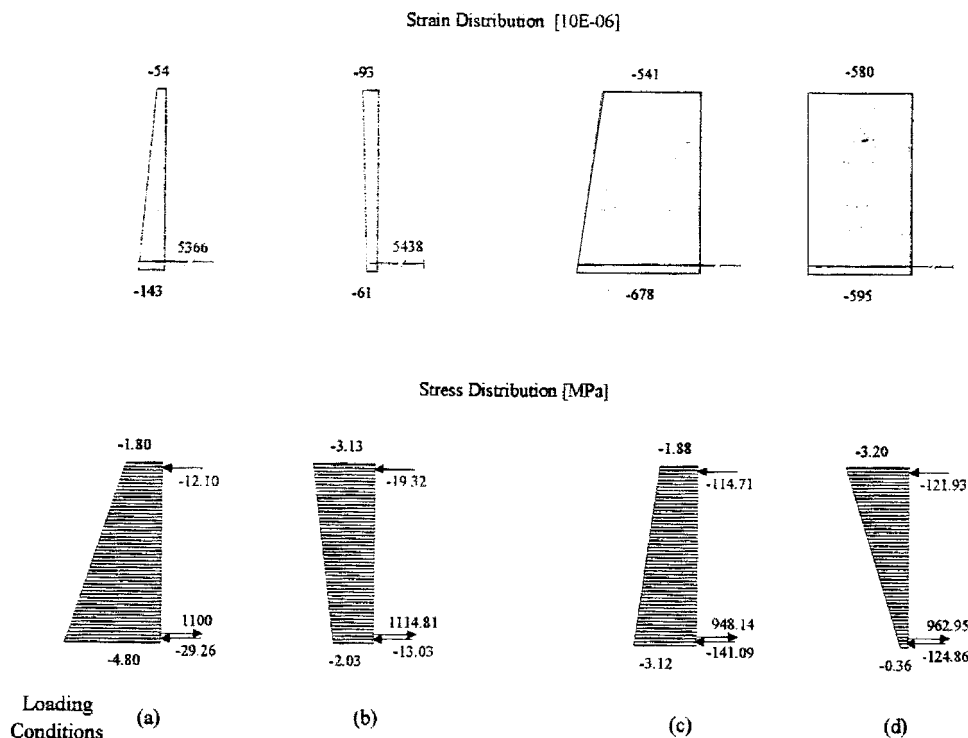 Strain Distribution [10E-06]
-54 -93 -541 -580
5366 5438
-143 -61 -678 -595
Stress Distribution [MPa]
-1.80 -3.13 -1.88 -3.20
-12.10 -19.32 -114.71 -121.93
1100 1114.81 948.14 962.95
-29.26 -13.03 -141.09 -124.86
-4.80 -2.03 -3.12 -0.36
Loading (a) (b) (c) (d)
Conditions